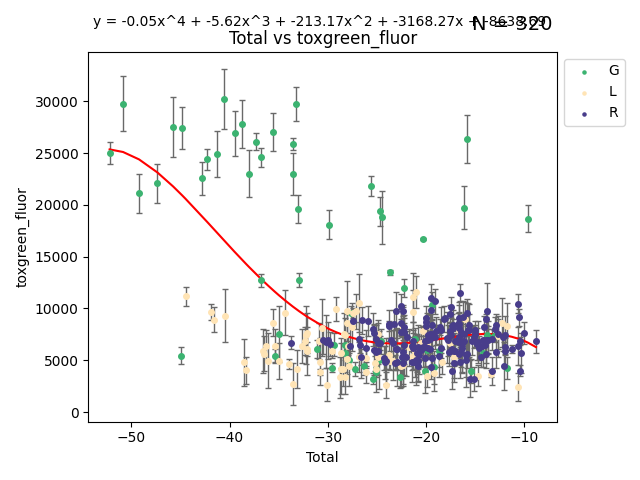 y = -0.05x^4 + -5.62x^3 + -213.17x^2 + -3168.27x + -8638.69
N = 320
Total vs toxgreen_fluor
G
L
R
30000
25000
20000
15000
10000
5000
0
toxgreen_fluor
−50
−40
−30
−20
−10
Total